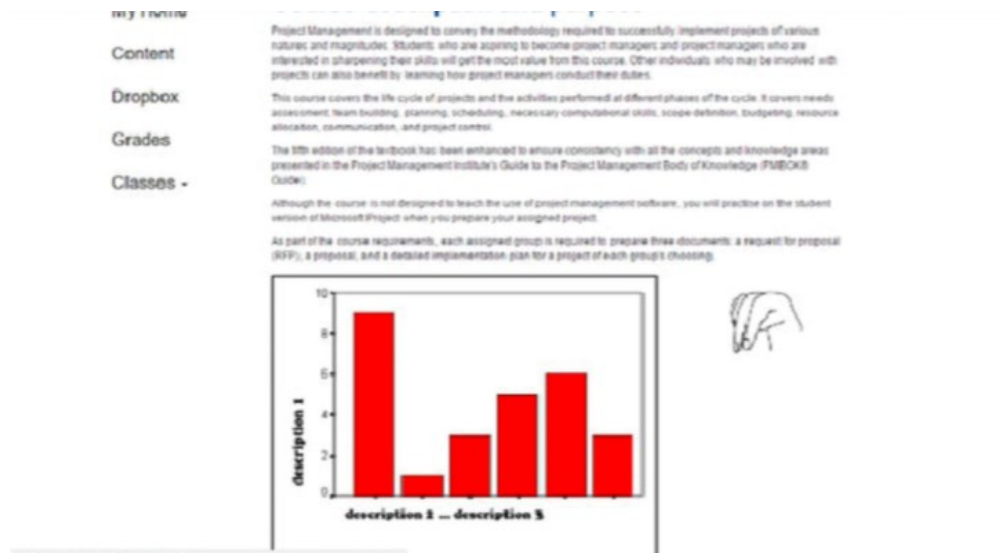 My Home
Content
Dropbox
Grades
Classes
Project Management is designed to convey the methodology required to successfully implement projects of various
natures and magnitudes. Students who are aspiring to become project managers and project managers who are
interested in sharpening their skills will get the most value from this course. Other individuals who may be involved with
projects can also benefit by learning how project managers conduct their duties.
This course covers the life cycle of projects and the activities performed at different phases of the cycle. It covers needs
assessment, team building, planning, scheduling, necessary computational skills, scope definition, budgeting, resource
allocation, communication, and project control.
The fifth edition of the textbook has been enhanced to ensure consistency with all the concepts and knowledge areas
presented in the Project Management Institute's Guide to the Project Management Body of Knowledge (PMBOK®
Guide).
Although the course is not designed to teach the use of project management software, you will practise on the student
version of Microsoft Project when you prepare your assigned project.
As part of the course requirements, each assigned group is required to prepare three documents: a request for proposal
(RFP), a proposal, and a detailed implementation plan for a project of each group's choosing.
10
8
6
4
2
0
description 1
description 1 ... description 5